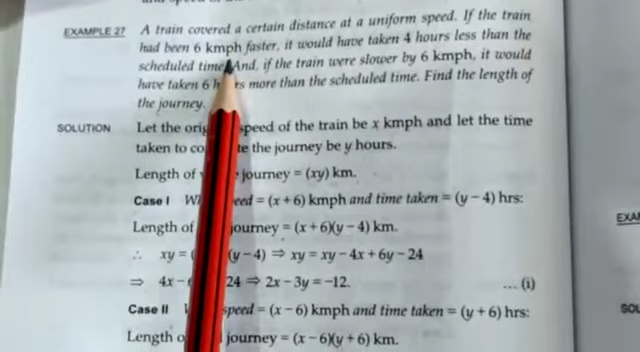 EXAMPLE 27 A train covered a certain distance at a uniform speed. If the train
had been 6 kmph faster, it would have taken 4 hours less than the
scheduled time. And, if the train were slower by 6 kmph, it would
have taken 6 more than the scheduled time. Find the length of
the journey.
SOLUTION Let the speed of the train be x kmph and let the time
taken to the journey be y hours.
Length of journey = (xy) km.
Case I = (x + 6) kmph and time taken = (y − 4) hrs:
Length of journey = (x + 6)(y − 4) km.
∴ xy = (y − 4) ⇒ xy = xy − 4x + 6y − 24
⇒ 4x − 24 ⇒ 2x − 3y = −12. ... (i)
Case II speed = (x − 6) kmph and time taken = (y + 6) hrs:
Length journey = (x − 6)(y + 6) km.